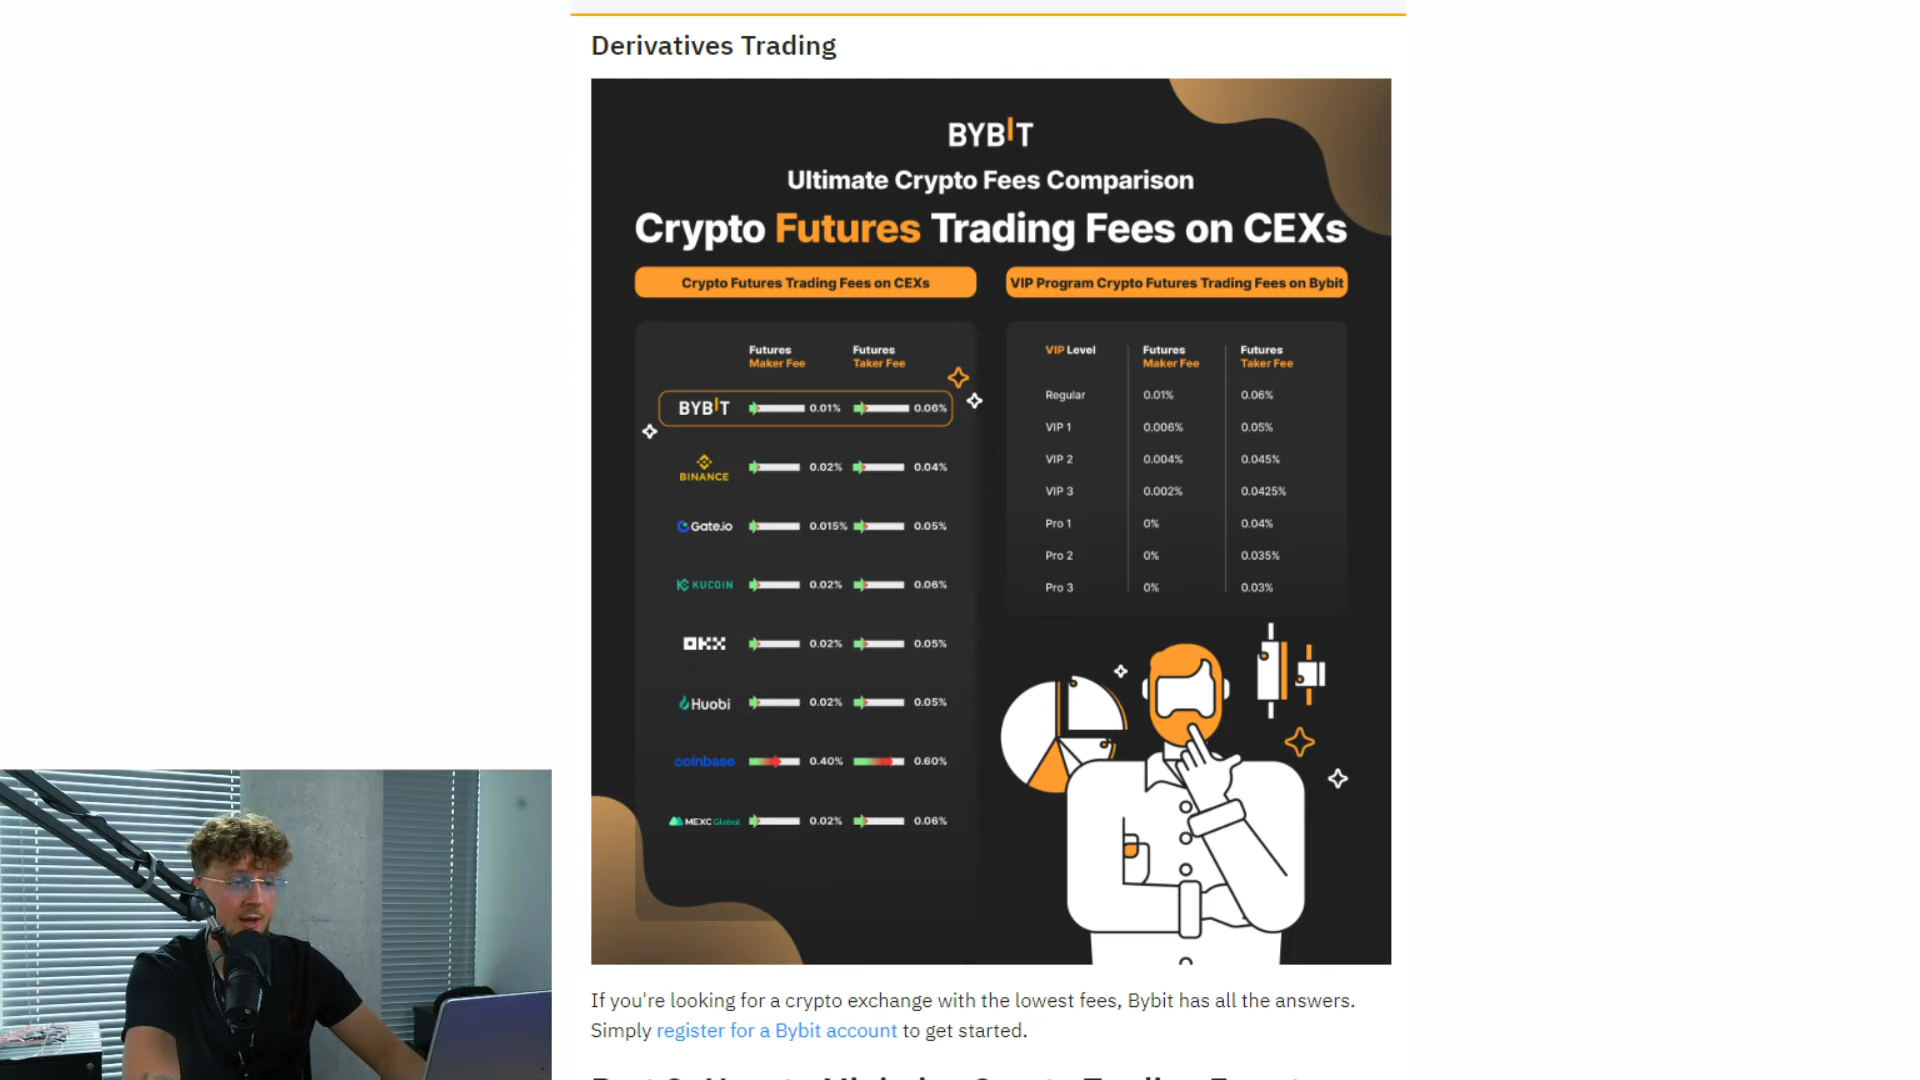 Derivatives Trading
BYBIT
Ultimate Crypto Fees Comparison
Crypto Futures Trading Fees on CEXs
Crypto Futures Trading Fees on CEXs
Futures Maker Fee Futures Taker Fee
BYBIT 0.01% 0.06%
BINANCE 0.02% 0.04%
Gate.io 0.015% 0.05%
KUCOIN 0.02% 0.06%
OKX 0.02% 0.05%
Huobi 0.02% 0.05%
coinbase 0.40% 0.60%
MEXC Global 0.02% 0.06%
VIP Program Crypto Futures Trading Fees on Bybit
VIP Level Futures Maker Fee Futures Taker Fee
Regular 0.01% 0.06%
VIP 1 0.006% 0.05%
VIP 2 0.004% 0.045%
VIP 3 0.002% 0.0425%
Pro 1 0% 0.04%
Pro 2 0% 0.035%
Pro 3 0% 0.03%
If you're looking for a crypto exchange with the lowest fees, Bybit has all the answers.
Simply register for a Bybit account to get started.